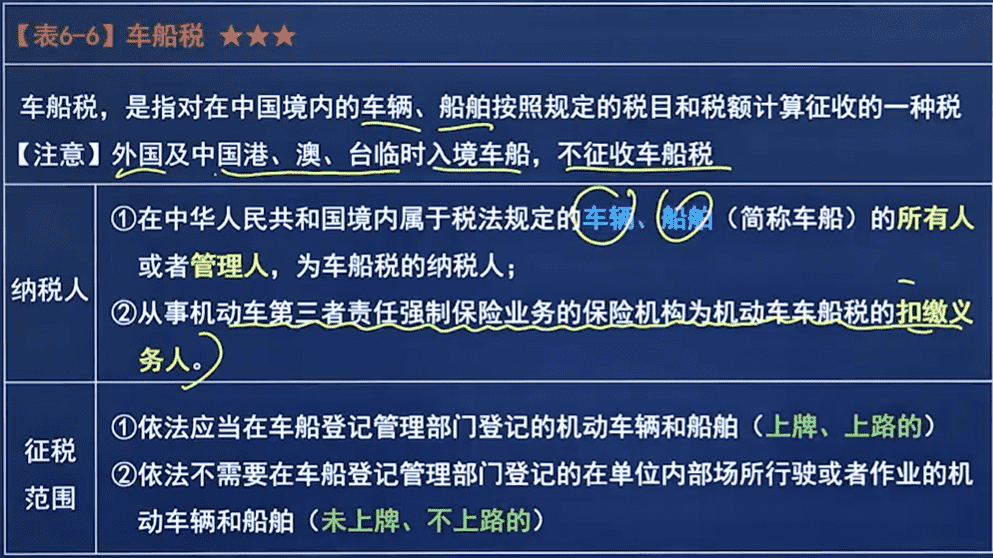 【表6-6】车船税 ★★★
车船税，是指对在中国境内的车辆、船舶按照规定的税目和税额计算征收的一种税
【注意】外国及中国港、澳、台临时入境车船，不征收车船税
纳税人
①在中华人民共和国境内属于税法规定的车辆、船舶（简称车船）的所有人
或者管理人，为车船税的纳税人；
②从事机动车第三者责任强制保险业务的保险机构为机动车车船税的扣缴义
务人。
征税
范围
①依法应当在车船登记管理部门登记的机动车辆和船舶（上牌、上路的）
②依法不需要在车船登记管理部门登记的在单位内部场所行驶或者作业的机
动车辆和船舶（未上牌、不上路的）